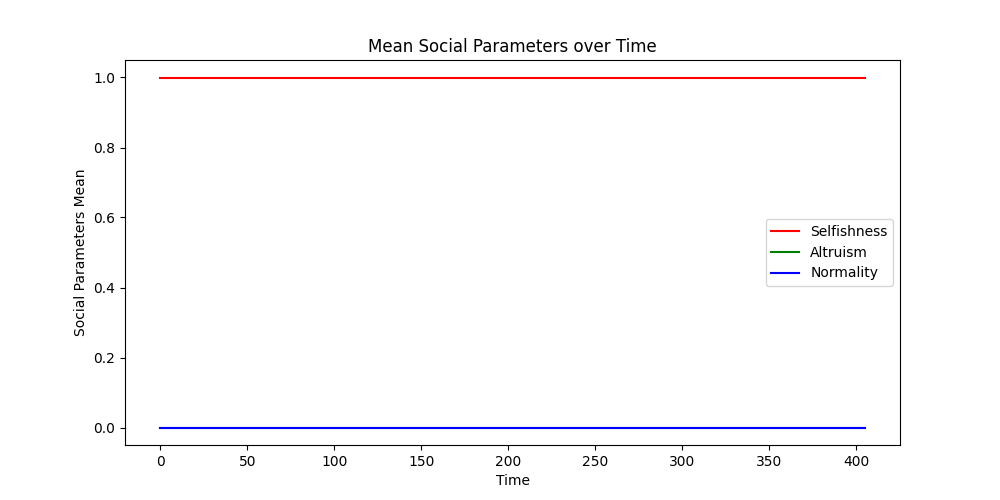 Mean Social Parameters over Time
Social Parameters Mean
1.0
0.8
0.6
0.4
0.2
0.0
Selfishness
Altruism
Normality
0 50 100 150 200 250 300 350 400
Time